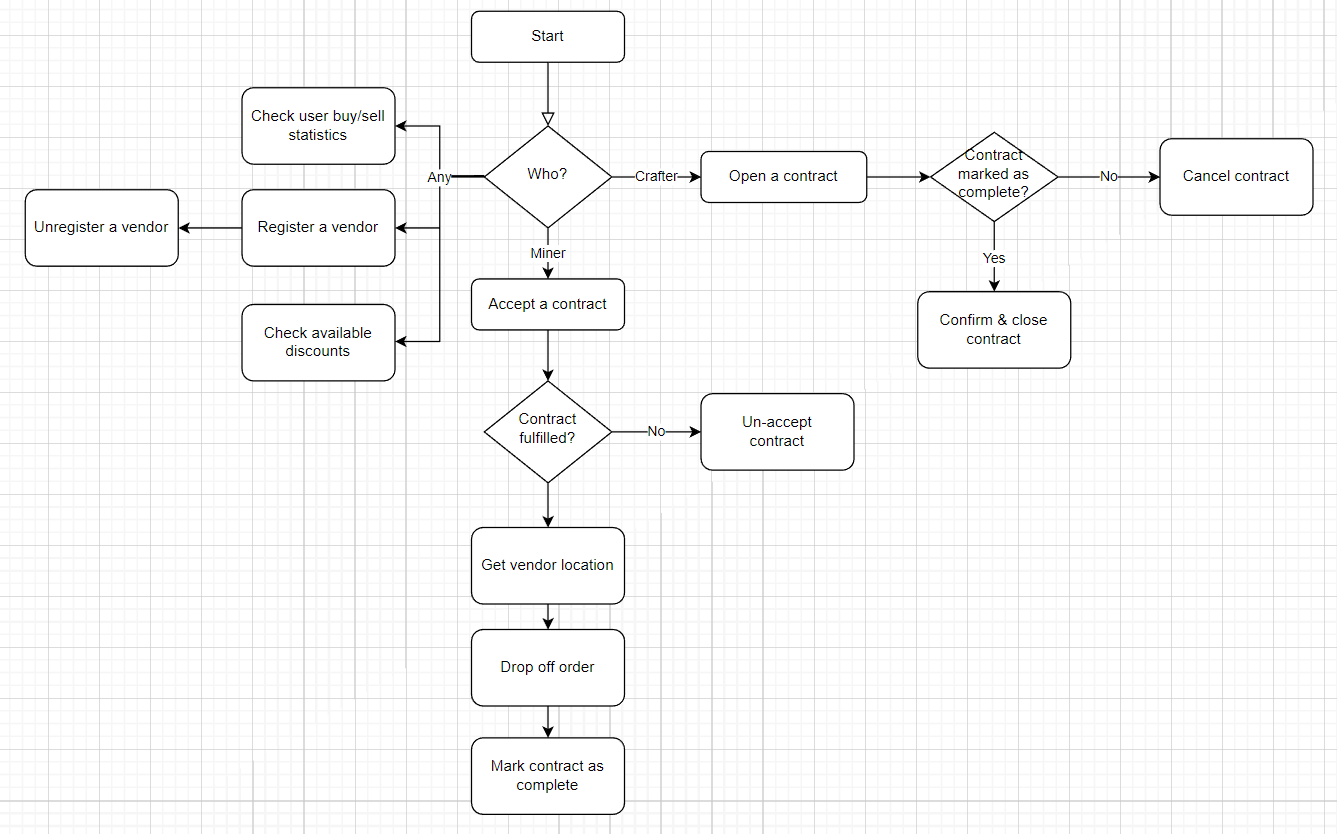 Start
Check user buy/sell
statistics
Any
Who?
Crafter
Open a contract
Contract
marked as
complete?
No
Cancel contract
Unregister a vendor
Register a vendor
Miner
Yes
Accept a contract
Check available
discounts
Confirm & close
contract
Contract
fulfilled?
No
Un-accept
contract
Get vendor location
Drop off order
Mark contract as
complete